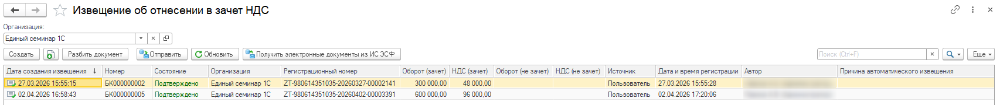 Извещение об отнесении в зачет НДС
Организация:
Единый семинар 1С
Создать Разбить документ Отправить Обновить Получить электронные документы из ИС ЭСФ Поиск (Ctrl+F) Еще
Дата создания извещения Номер Состояние Организация Регистрационный номер Оборот (зачет) НДС (зачет) Оборот (не зачет) НДС (не зачет) Источник Дата и время регистрации Автор Причина автоматического извещения
27.03.2026 15:55:15 БК000000002 Подтверждено Единый семинар 1С ZT-980614351035-20260327-00002141 300 000,00 48 000,00 Пользователь 27.03.2026 15:55:28
02.04.2026 16:58:43 БК000000005 Подтверждено Единый семинар 1С ZT-980614351035-20260402-00003391 600 000,00 96 000,00 Пользователь 02.04.2026 17:20:06